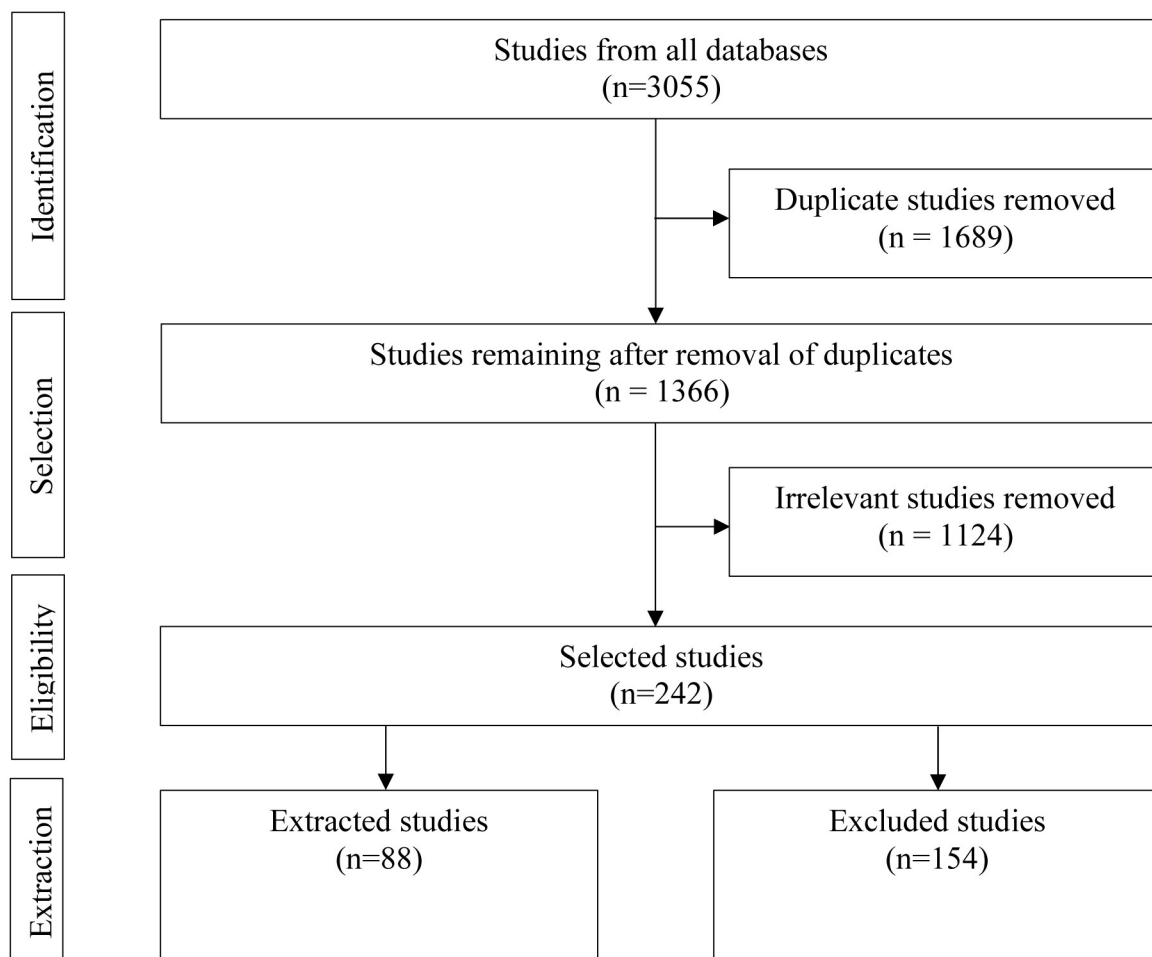 Identification
Studies from all databases
(n=3055)
Duplicate studies removed
(n = 1689)
Selection
Studies remaining after removal of duplicates
(n = 1366)
Irrelevant studies removed
(n = 1124)
Eligibility
Selected studies
(n=242)
Extraction
Extracted studies
(n=88)
Excluded studies
(n=154)